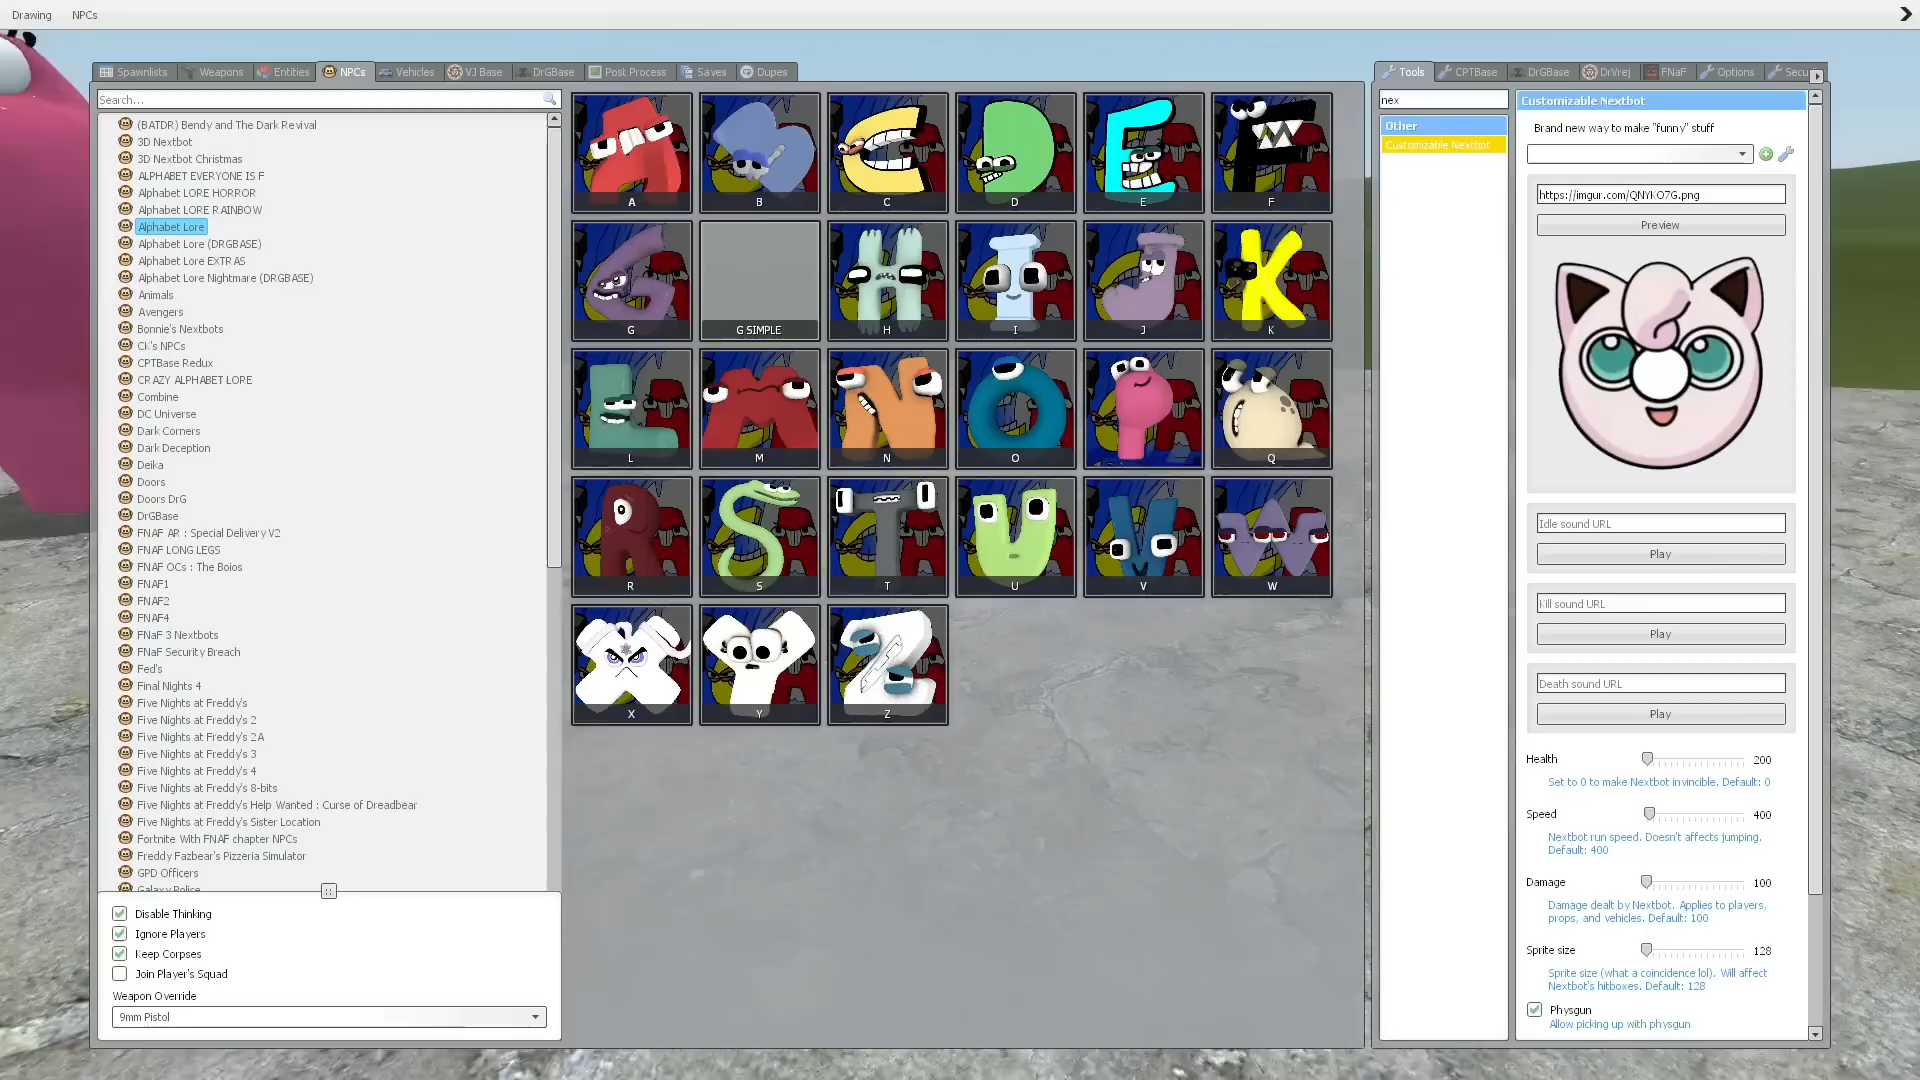 Drawing NPCs
Spawnlists Weapons Entities NPCs Vehicles VJ Base DrGBase Post Process Saves Dupes
Search...
(BATDR) Bendy and The Dark Revival
3D Nextbot
3D Nextbot Christmas
ALPHABET EVERYONE IS F
Alphabet LORE HORROR
Alphabet LORE RAINBOW
Alphabet Lore
Alphabet Lore (DRGBASE)
Alphabet Lore EXTRAS
Alphabet Lore Nightmare (DRGBASE)
Animals
Avengers
Bonnie's Nextbots
CK's NPCs
CPTBase Redux
CRAZY ALPHABET LORE
Combine
DC Universe
Dark Corners
Dark Deception
Deika
Doors
Doors DrG
DrGBase
FNAF AR : Special Delivery V2
FNAF LONG LEGS
FNAF OCs : The Boios
FNAF1
FNAF2
FNAF4
FNaF 3 Nextbots
FNaF Security Breach
Fed's
Final Nights 4
Five Nights at Freddy's
Five Nights at Freddy's 2
Five Nights at Freddy's 2A
Five Nights at Freddy's 3
Five Nights at Freddy's 4
Five Nights at Freddy's 8-bits
Five Nights at Freddy's Help Wanted : Curse of Dreadbear
Five Nights at Freddy's Sister Location
Fortnite With FNAF chapter NPCs
Freddy Fazbear's Pizzeria Simulator
GPD Officers
Galaxy Police
Disable Thinking
Ignore Players
Keep Corpses
Join Player's Squad
Weapon Override
9mm Pistol
A B C D E F
G G SIMPLE H I J K
L M N O P Q
R S T U V W
X Y Z
Tools CPTBase DrGBase DrVrej FNaF Options Secu
nex
Other
Customizable Nextbot
Customizable Nextbot
Brand new way to make "funny" stuff
https://imgur.com/QNYKO7G.png
Preview
Idle sound URL
Play
Kill sound URL
Play
Death sound URL
Play
Health 200
Set to 0 to make Nextbot invincible. Default: 0
Speed 400
Nextbot run speed. Doesn't affects jumping.
Default: 400
Damage 100
Damage dealt by Nextbot. Applies to players,
props, and vehicles. Default: 100
Sprite size 128
Sprite size (what a coincidence lol). Will affect
Nextbot's hitboxes. Default: 128
Physgun
Allow picking up with physgun